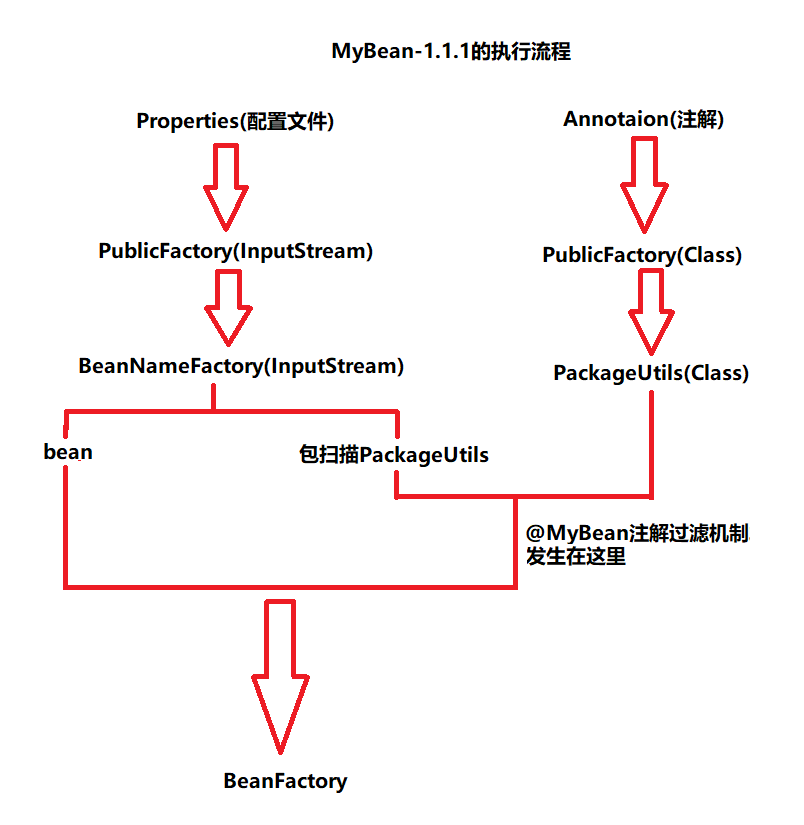 MyBean-1.1.1的执行流程
Properties(配置文件)
Annotaion(注解)
PublicFactory(InputStream)
PublicFactory(Class)
BeanNameFactory(InputStream)
PackageUtils(Class)
bean
包扫描PackageUtils
@MyBean注解过滤机制
发生在这里
BeanFactory